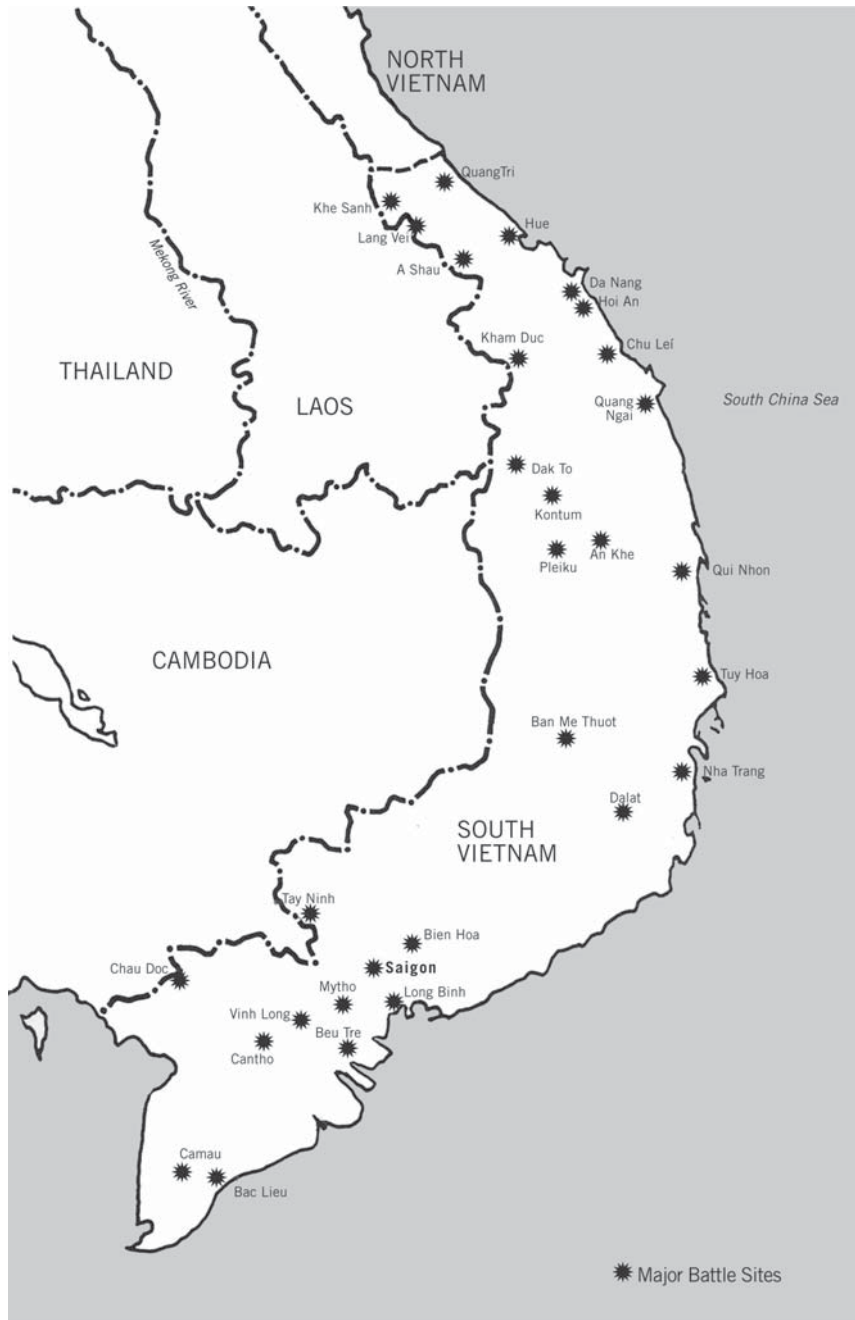 NORTH
VIETNAM
QuangTri
Khe Sanh
Lang Vei
Hue
A Shau
Mekong River
Da Nang
Hoi An
Kham Duc
Chu Leí
THAILAND
LAOS
Quang
Ngai
South China Sea
Dak To
Kontum
An Khe
Pleiku
Qui Nhon
CAMBODIA
Tuy Hoa
Ban Me Thuot
Nha Trang
Dalat
SOUTH
VIETNAM
Tay Ninh
Bien Hoa
Saigon
Chau Doc
Mytho
Long Binh
Vinh Long
Beu Tre
Cantho
Camau
Bac Lieu
Major Battle Sites